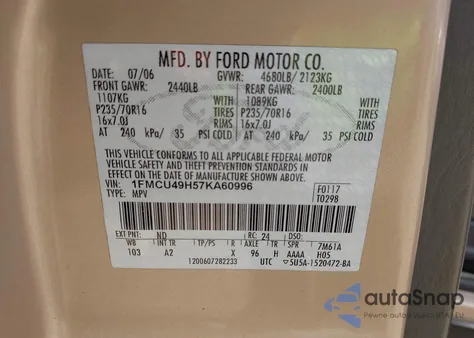 MFD. BY FORD MOTOR CO.
DATE: 07/06 GVWR: 4680LB/ 2123KG
FRONT GAWR: 2440LB REAR GAWR: 2400LB
1107KG WITH 1089KG WITH
P235/70R16 TIRES P235/70R16 TIRES
16x7.0J RIMS 16x7.0J RIMS
AT 240 kPa/ 35 PSI COLD AT 240 kPa/ 35 PSI COLD
THIS VEHICLE CONFORMS TO ALL APPLICABLE FEDERAL MOTOR
VEHICLE SAFETY AND THEFT PREVENTION STANDARDS IN
EFFECT ON THE DATE OF MANUFACTURE SHOWN ABOVE.
VIN: 1FMCU49H57KA60996 F0117
TYPE: MPV T0298
EXT PNT: ND RC: 24 DSO:
WB INT TR TP/PS R AXLE TR SPR 7M61A
103 A2 X 96 H AAAA H05
1200607282233 UTC ▽5U5A-1520472-BA
autoSnap